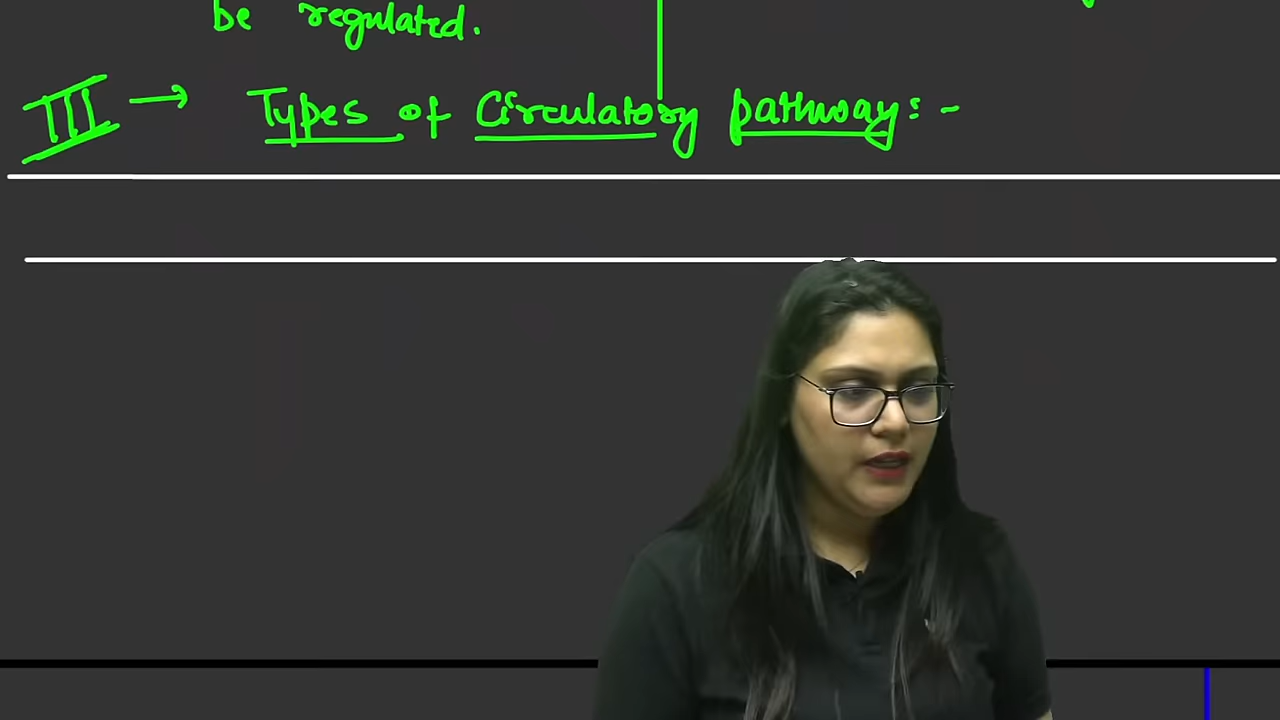 be regulated.
III → Types of Circulatory pathway: -